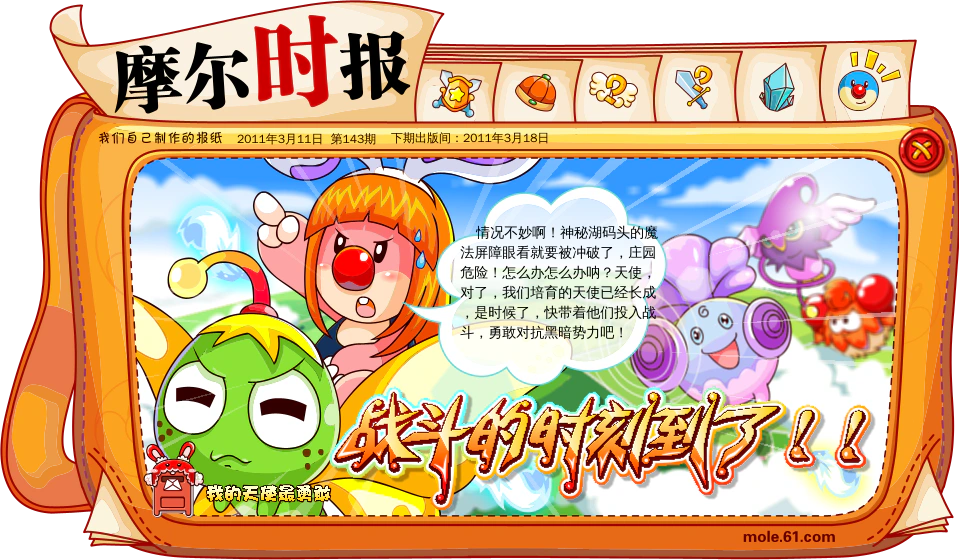 摩尔时报
我们自己制作的报纸 2011年3月11日 第143期 下期出版间：2011年3月18日
情况不妙啊！神秘湖码头的魔
法屏障眼看就要被冲破了，庄园
危险！怎么办怎么办呐？天使，
对了，我们培育的天使已经长成
，是时候了，快带着他们投入战
斗，勇敢对抗黑暗势力吧！
战斗的时刻到了！！
我的天使最勇敢
mole.61.com